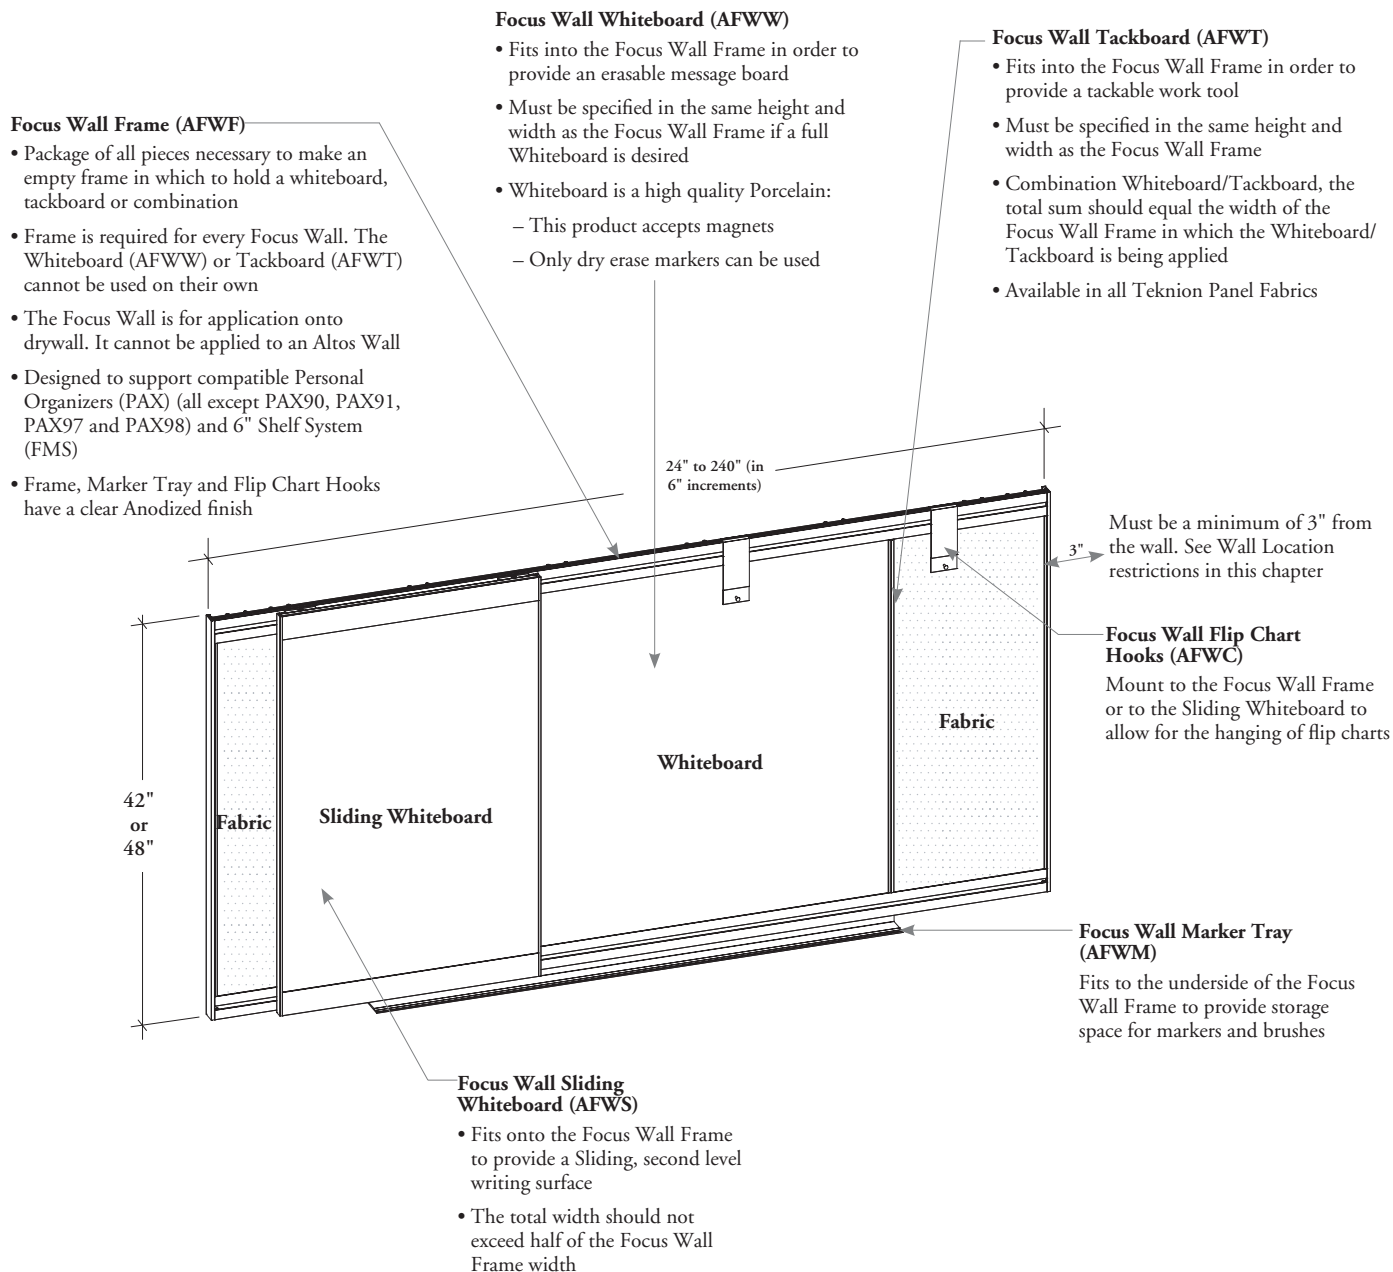 Focus Wall Whiteboard (AFWW)
• Fits into the Focus Wall Frame in order to
provide an erasable message board
• Must be specified in the same height and
width as the Focus Wall Frame if a full
Whiteboard is desired
• Whiteboard is a high quality Porcelain:
– This product accepts magnets
– Only dry erase markers can be used
Focus Wall Tackboard (AFWT)
• Fits into the Focus Wall Frame in order to
provide a tackable work tool
• Must be specified in the same height and
width as the Focus Wall Frame
• Combination Whiteboard/Tackboard, the
total sum should equal the width of the
Focus Wall Frame in which the Whiteboard/
Tackboard is being applied
• Available in all Teknion Panel Fabrics
Focus Wall Frame (AFWF)
• Package of all pieces necessary to make an
empty frame in which to hold a whiteboard,
tackboard or combination
• Frame is required for every Focus Wall. The
Whiteboard (AFWW) or Tackboard (AFWT)
cannot be used on their own
• The Focus Wall is for application onto
drywall. It cannot be applied to an Altos Wall
• Designed to support compatible Personal
Organizers (PAX) (all except PAX90, PAX91,
PAX97 and PAX98) and 6" Shelf System
(FMS)
• Frame, Marker Tray and Flip Chart Hooks
have a clear Anodized finish
24" to 240" (in
6" increments)
3"
Must be a minimum of 3" from
the wall. See Wall Location
restrictions in this chapter
Focus Wall Flip Chart
Hooks (AFWC)
Mount to the Focus Wall Frame
or to the Sliding Whiteboard to
allow for the hanging of flip charts
Fabric
Whiteboard
Sliding Whiteboard
Fabric
42"
or
48"
Focus Wall Marker Tray
(AFWM)
Fits to the underside of the Focus
Wall Frame to provide storage
space for markers and brushes
Focus Wall Sliding
Whiteboard (AFWS)
• Fits onto the Focus Wall Frame
to provide a Sliding, second level
writing surface
• The total width should not
exceed half of the Focus Wall
Frame width